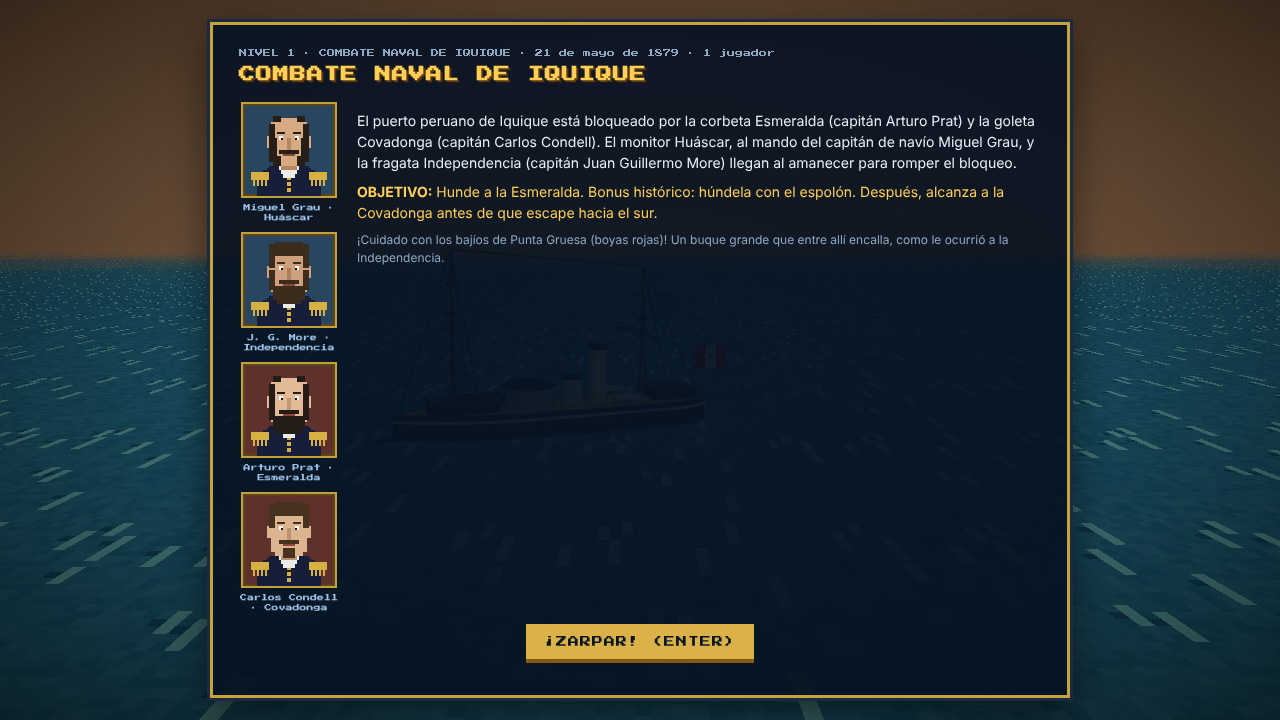 NIVEL 1 · COMBATE NAVAL DE IQUIQUE · 21 de mayo de 1879 · 1 jugador
COMBATE NAVAL DE IQUIQUE
El puerto peruano de Iquique está bloqueado por la corbeta Esmeralda (capitán Arturo Prat) y la goleta
Covadonga (capitán Carlos Condell). El monitor Huáscar, al mando del capitán de navío Miguel Grau, y
la fragata Independencia (capitán Juan Guillermo More) llegan al amanecer para romper el bloqueo.
OBJETIVO: Hunde a la Esmeralda. Bonus histórico: húndela con el espolón. Después, alcanza a la
Covadonga antes de que escape hacia el sur.
¡Cuidado con los bajíos de Punta Gruesa (boyas rojas)! Un buque grande que entre allí encalla, como le ocurrió a la
Independencia.
Miguel Grau ·
Huáscar
J. G. More ·
Independencia
Arturo Prat ·
Esmeralda
Carlos Condell
· Covadonga
¡ZARPAR! (ENTER)